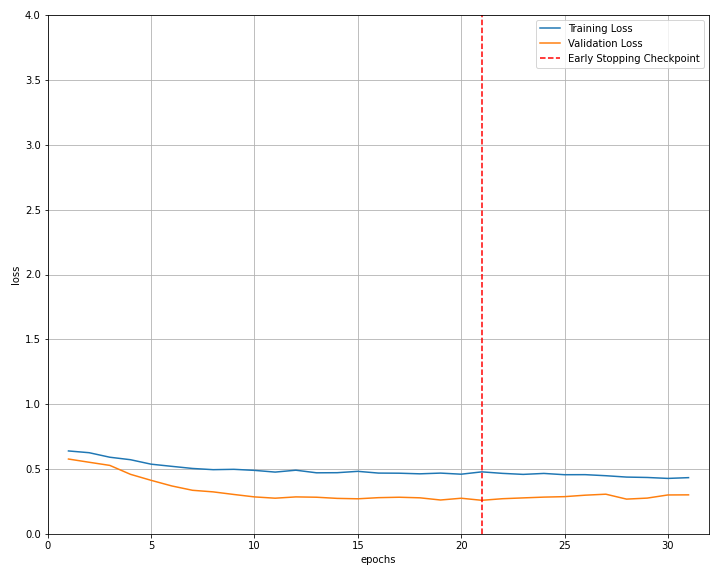 4.0
3.5
3.0
2.5
2.0
1.5
1.0
0.5
0.0
loss
0 5 10 15 20 25 30
epochs
Training Loss
Validation Loss
Early Stopping Checkpoint